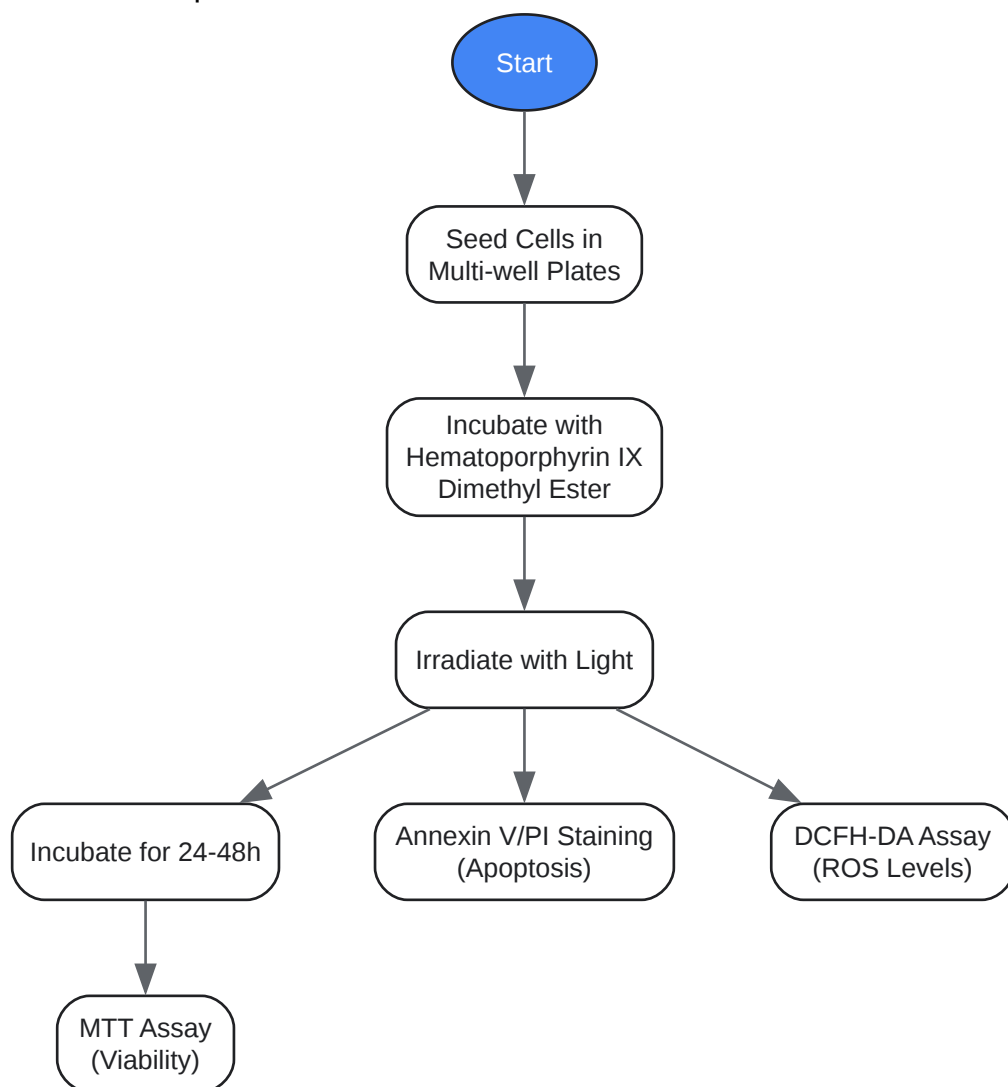 Start
Seed Cells in
Multi-well Plates
Incubate with
Hematoporphyrin IX
Dimethyl Ester
Irradiate with Light
Incubate for 24-48h
Annexin V/PI Staining
(Apoptosis)
DCFH-DA Assay
(ROS Levels)
MTT Assay
(Viability)